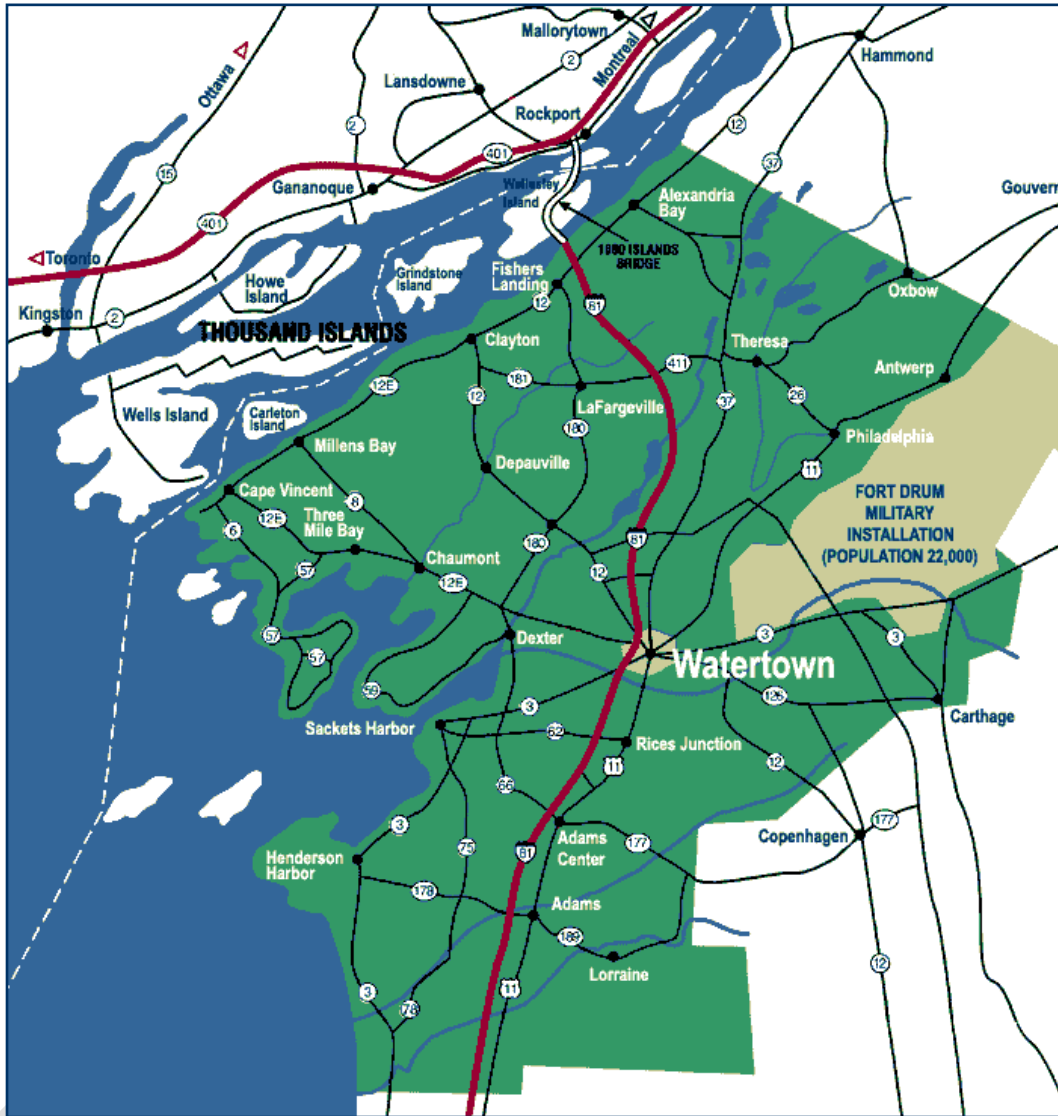 Mallorytown
Hammond
Montreal
2
Ottawa
Lansdowne
Rockport
2
12
37
401
15
Gananoque
Wellesley
Island
Alexandria
Bay
Gouvern
401
Toronto
1000 ISLANDS
BRIDGE
Fishers
Landing
Grindstone
Island
Howe
Island
Oxbow
Kingston
2
12
81
THOUSAND ISLANDS
Clayton
Theresa
Antwerp
12E
181
411
12
LaFargeville
37
26
Wells Island
Carleton
Island
180
Millens Bay
Philadelphia
Depauville
11
Cape Vincent
8
FORT DRUM
MILITARY
INSTALLATION
(POPULATION 22,000)
6
12E
Three
Mile Bay
180
81
Chaumont
57
12E
12
57
Dexter
3
3
57
Watertown
59
126
Carthage
3
Sackets Harbor
62
Rices Junction
11
12
66
3
75
Adams
Center
177
Copenhagen
177
81
Henderson
Harbor
178
Adams
189
Lorraine
12
11
3
78